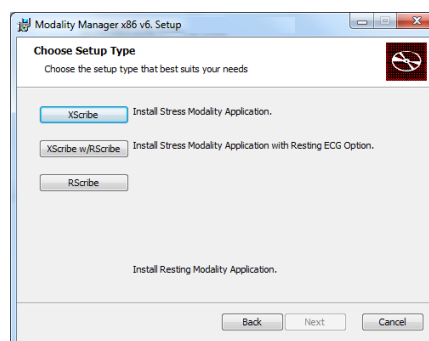 Modality Manager x86 v6. Setup
Choose Setup Type
Choose the setup type that best suits your needs
XScribe
Install Stress Modality Application.
XScribe w/RScribe
Install Stress Modality Application with Resting ECG Option.
RScribe
Install Resting Modality Application.
Back Next Cancel